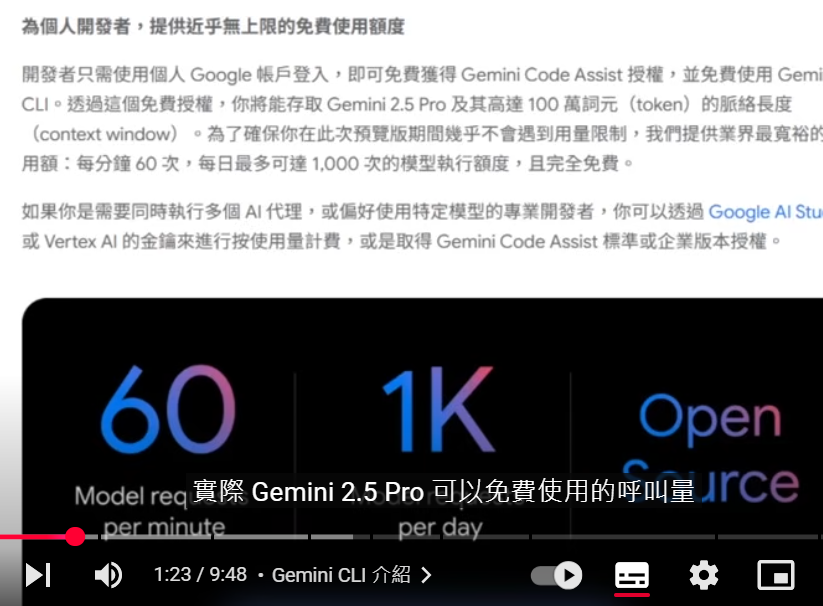 為個人開發者，提供近乎無上限的免費使用額度
開發者只需使用個人 Google 帳戶登入，即可免費獲得 Gemini Code Assist 授權，並免費使用 Gemi
CLI。透過這個免費授權，你將能存取 Gemini 2.5 Pro 及其高達 100 萬詞元（token）的脈絡長度
（context window）。為了確保你在此次預覽版期間幾乎不會遇到用量限制，我們提供業界最寬裕的
用額：每分鐘 60 次，每日最多可達 1,000 次的模型執行額度，且完全免費。
如果你是需要同時執行多個 AI 代理，或偏好使用特定模型的專業開發者，你可以透過 Google AI Stu
或 Vertex AI 的金鑰來進行按使用量計費，或是取得 Gemini Code Assist 標準或企業版本授權。
60
1K
Open
Source
Model requests
per minute
per day
實際 Gemini 2.5 Pro 可以免費使用的呼叫量
1:23 / 9:48 • Gemini CLI 介紹